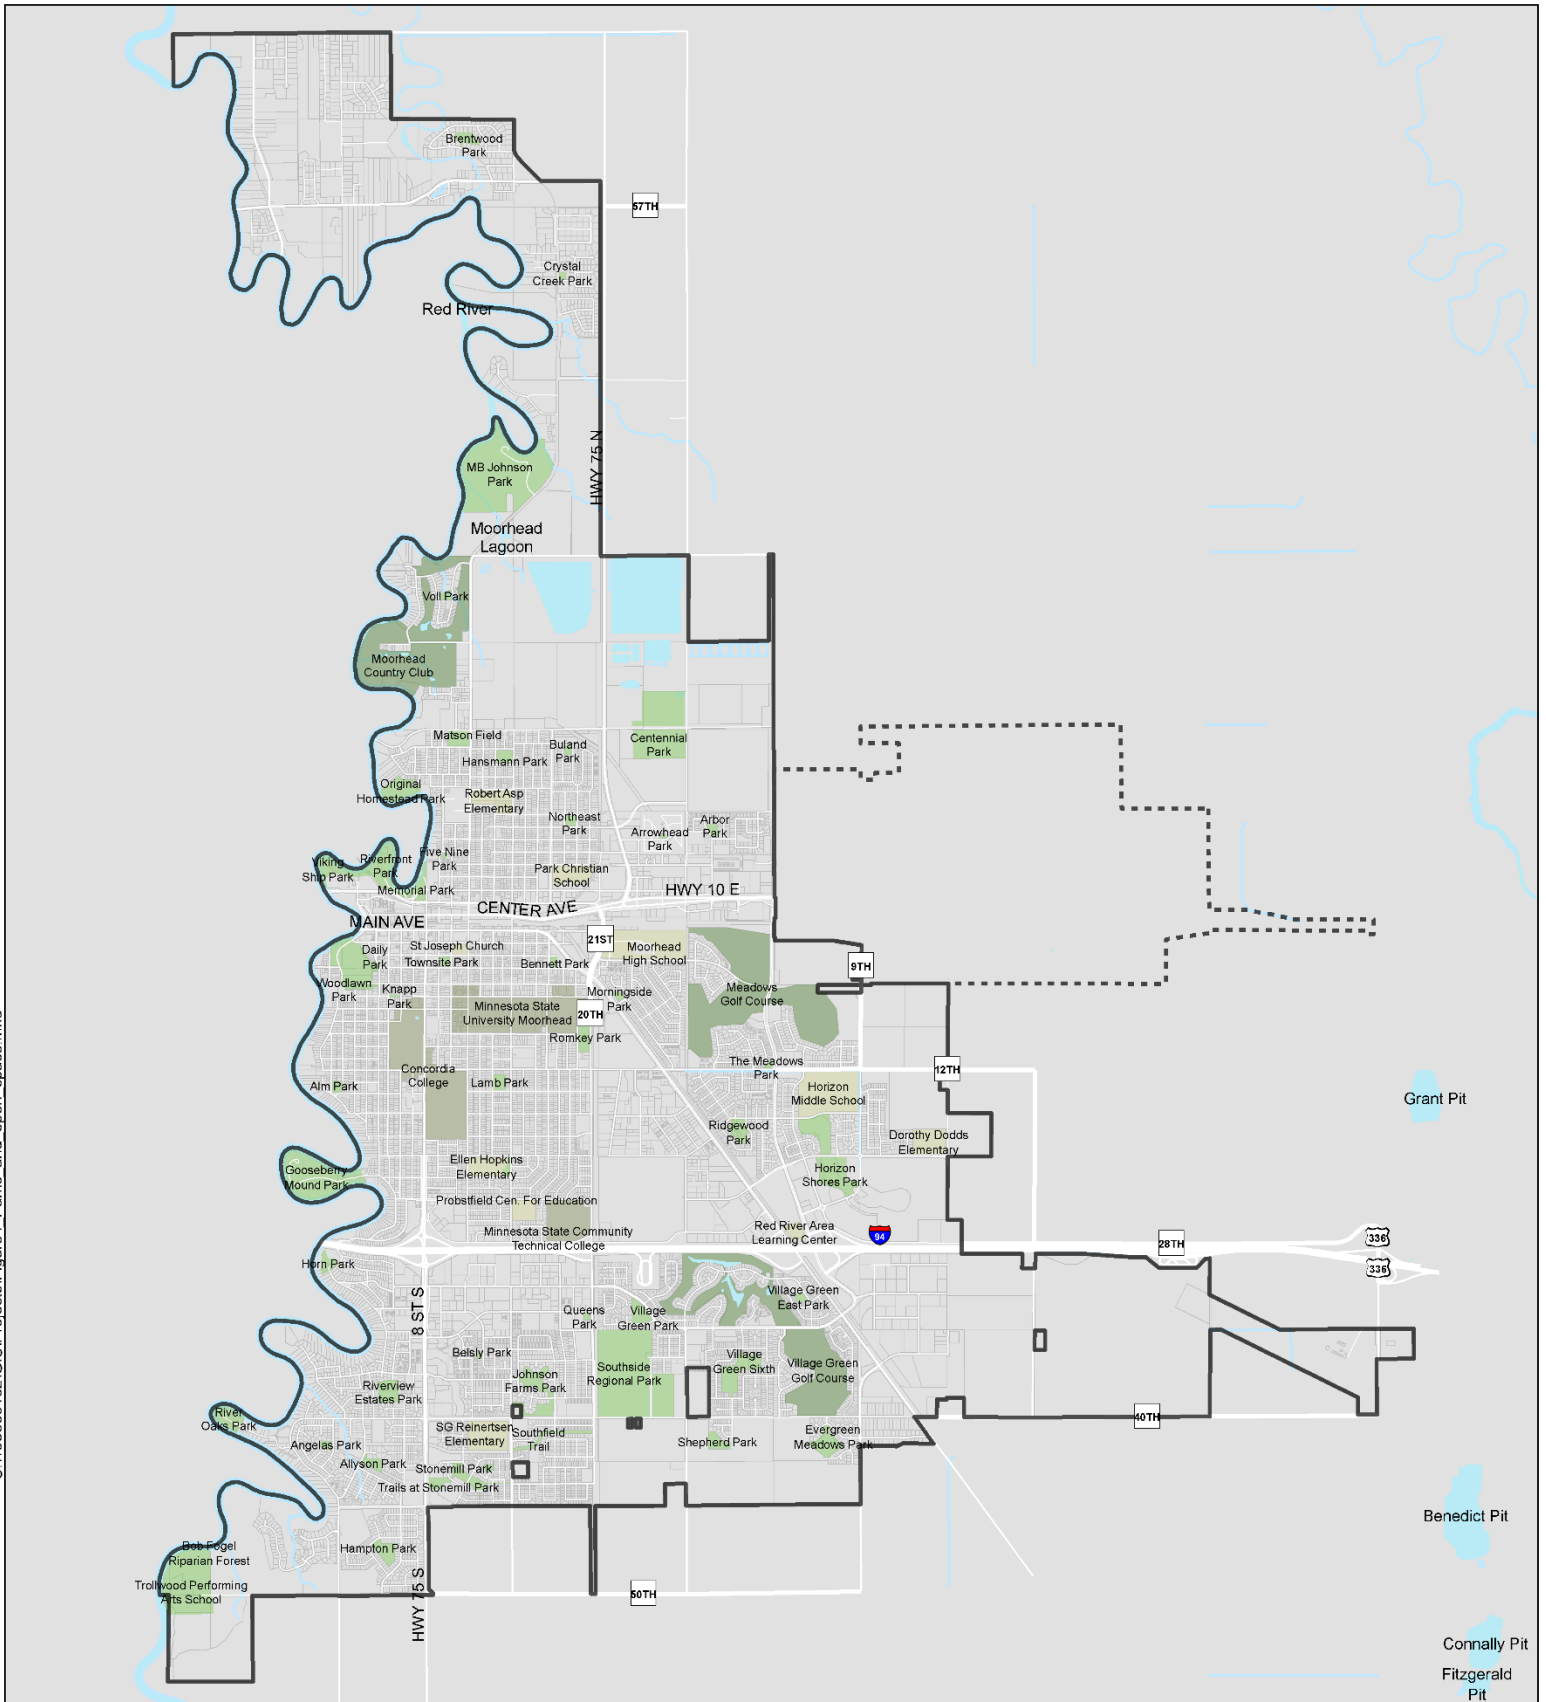 Brentwood
Park
57TH
Crystal
Creek Park
Red River
HWY 75 N
MB Johnson
Park
Moorhead
Lagoon
Voll Park
Moorhead
Country Club
Matson Field
Buland
Park
Centennial
Park
Hansmann Park
Original
Homestead Park
Robert Asp
Elementary
Northeast
Park
Arrowhead
Park
Arbor
Park
Viking
Ship Park
Riverfront
Park
Five Nine
Park
Memorial Park
Park Christian
School
HWY 10 E
CENTER AVE
MAIN AVE
21ST
Daily
Park
St Joseph Church
Townsite Park
Bennett Park
Moorhead
High School
9TH
Woodlawn
Park
Knapp
Park
Minnesota State
University Moorhead
Morningside
Park
20TH
Meadows
Golf Course
Romkey Park
The Meadows
Park
12TH
Concordia
College
Alm Park
Lamb Park
Horizon
Middle School
Grant Pit
Ridgewood
Park
Dorothy Dodds
Elementary
Gooseberry
Mound Park
Ellen Hopkins
Elementary
Horizon
Shores Park
Probstfield Cen. For Education
Minnesota State Community
Technical College
Red River Area
Learning Center
94
28TH
336
336
Horn Park
8 ST S
Queens
Park
Village
Green Park
Village Green
East Park
Belsly Park
Johnson
Farms Park
Southside
Regional Park
Village
Green Sixth
Village Green
Golf Course
Riverview
Estates Park
River
Oaks Park
40TH
Angelas Park
SG Reinertsen
Elementary
Southfield
Trail
Shepherd Park
Evergreen
Meadows Park
Allyson Park
Stonemill Park
Trails at Stonemill Park
Benedict Pit
Bob Fogel
Riparian Forest
Hampton Park
Trollwood Performing
Arts School
HWY 75 S
50TH
Connally Pit
Fitzgerald
Pit